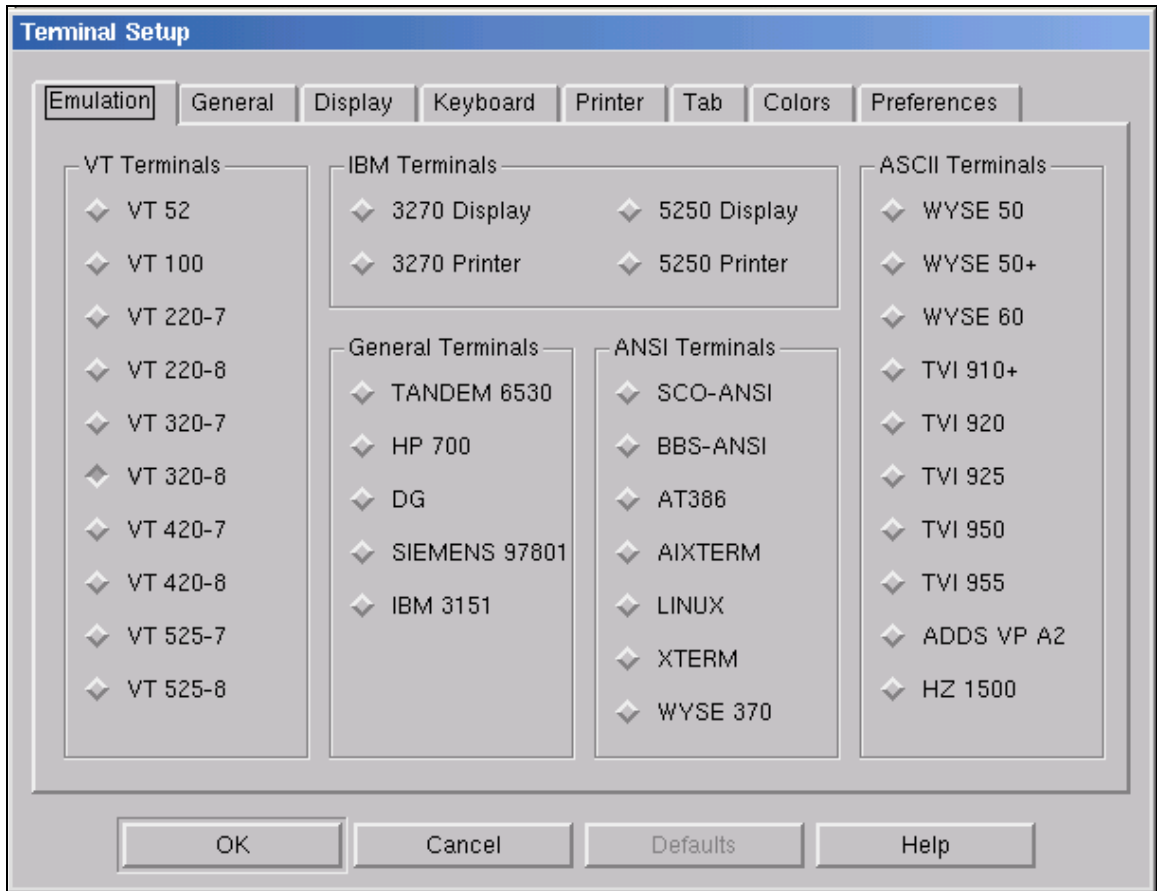 Terminal Setup
Emulation General Display Keyboard Printer Tab Colors Preferences
VT Terminals
VT 52
VT 100
VT 220-7
VT 220-8
VT 320-7
VT 320-8
VT 420-7
VT 420-8
VT 525-7
VT 525-8
IBM Terminals
3270 Display 5250 Display
3270 Printer 5250 Printer
General Terminals
TANDEM 6530
HP 700
DG
SIEMENS 97801
IBM 3151
ANSI Terminals
SCO-ANSI
BBS-ANSI
AT386
AIXTERM
LINUX
XTERM
WYSE 370
ASCII Terminals
WYSE 50
WYSE 50+
WYSE 60
TVI 910+
TVI 920
TVI 925
TVI 950
TVI 955
ADDS VP A2
HZ 1500
OK Cancel Defaults Help